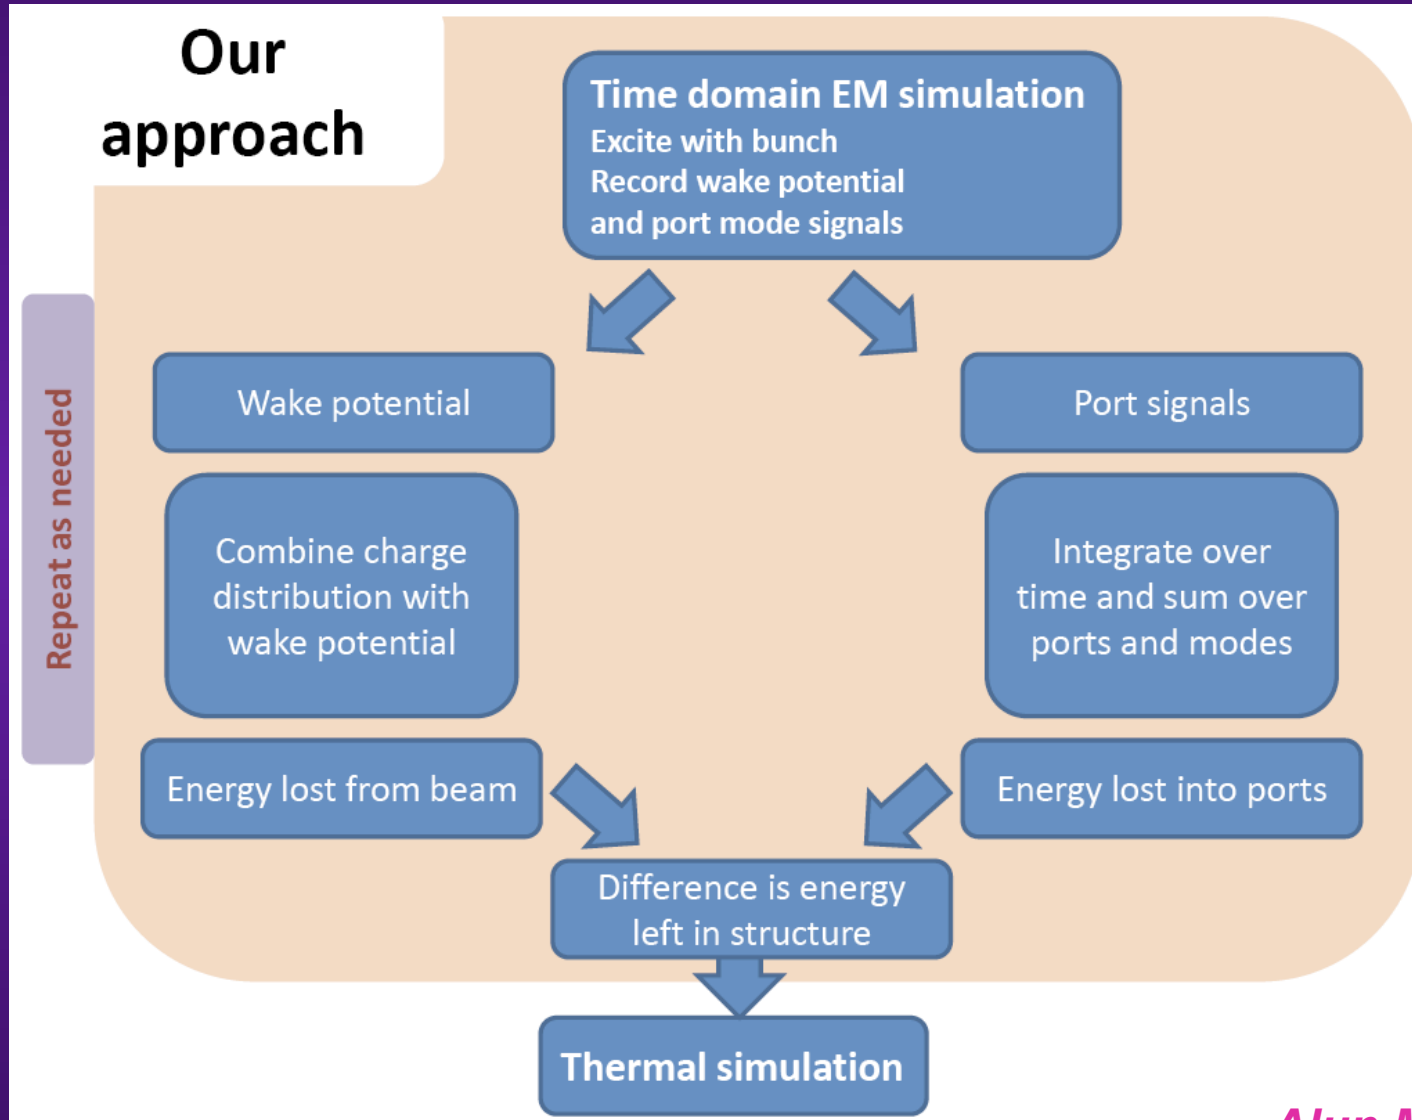 Our
approach
Time domain EM simulation
Excite with bunch
Record wake potential
and port mode signals
Repeat as needed
Wake potential
Port signals
Combine charge
distribution with
wake potential
Integrate over
time and sum over
ports and modes
Energy lost from beam
Energy lost into ports
Difference is energy
left in structure
Thermal simulation